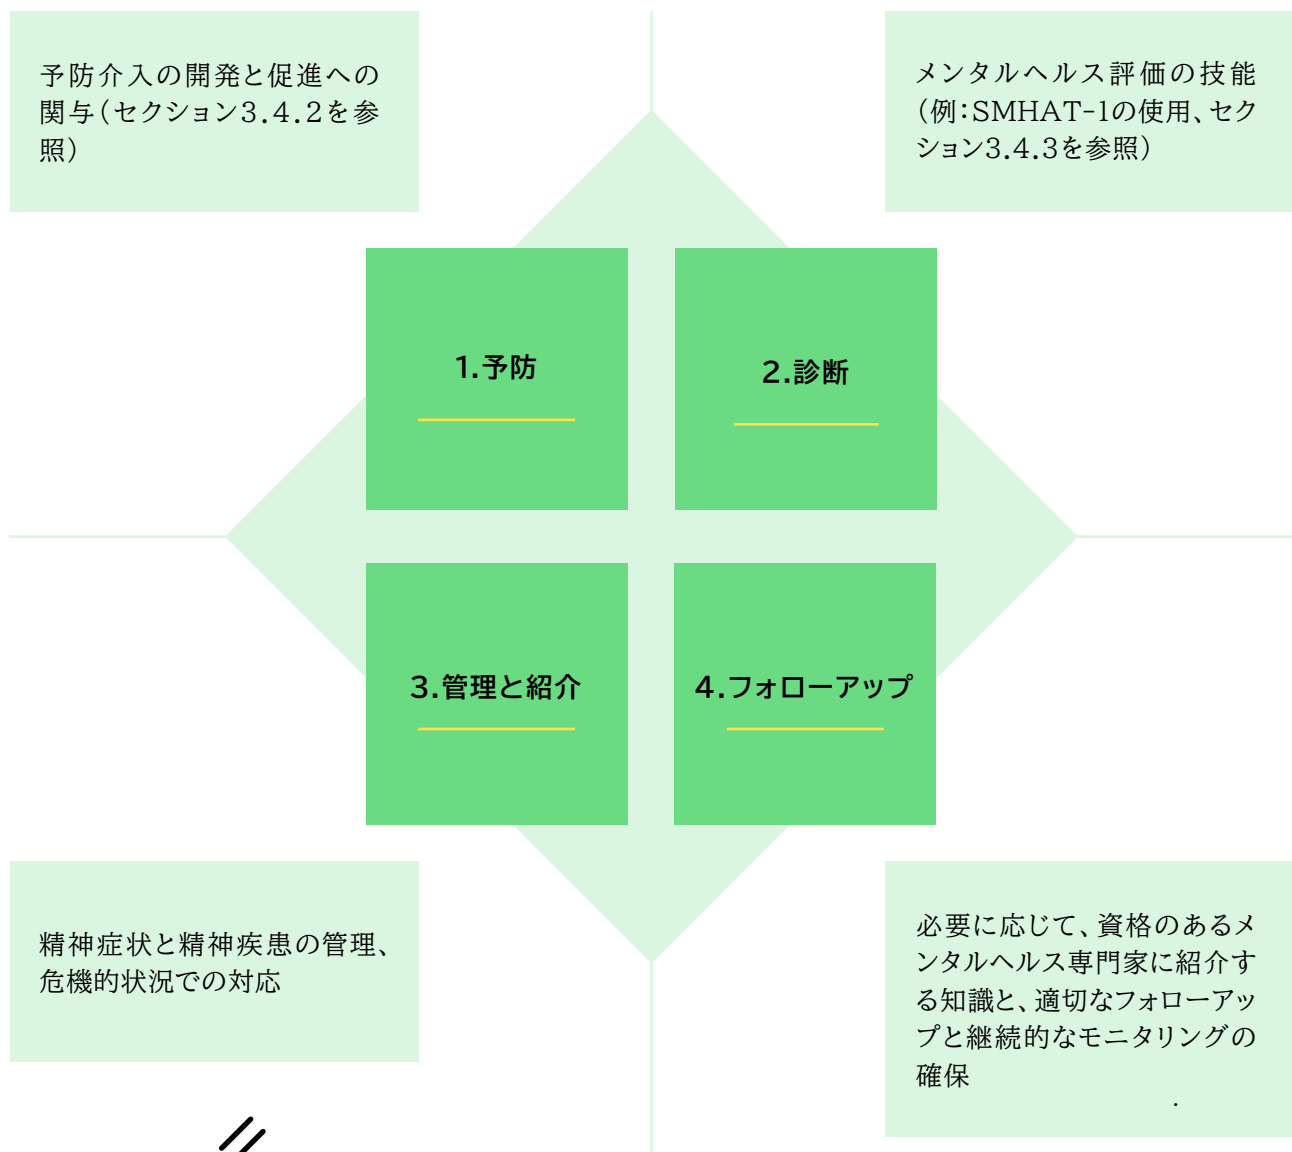 予防介入の開発と促進への
関与（セクション3.4.2を参
照）
メンタルヘルス評価の技能
（例：SMHAT-1の使用、セク
ション3.4.3を参照）
1.予防
2.診断
3.管理と紹介
4.フォローアップ
精神症状と精神疾患の管理、
危機的状況での対応
必要に応じて、資格のあるメ
ンタルヘルス専門家に紹介す
る知識と、適切なフォローアッ
プと継続的なモニタリングの
確保
.